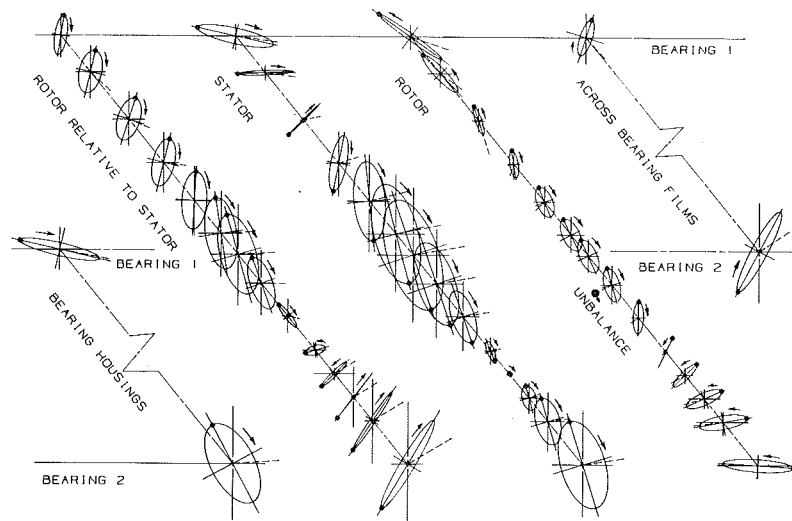 BEARING 1
STATOR
ROTOR
ROTOR RELATIVE TO STATOR
ACROSS BEARING FILMS
BEARING 1
BEARING 2
UNBALANCE
BEARING HOUSINGS
BEARING 2